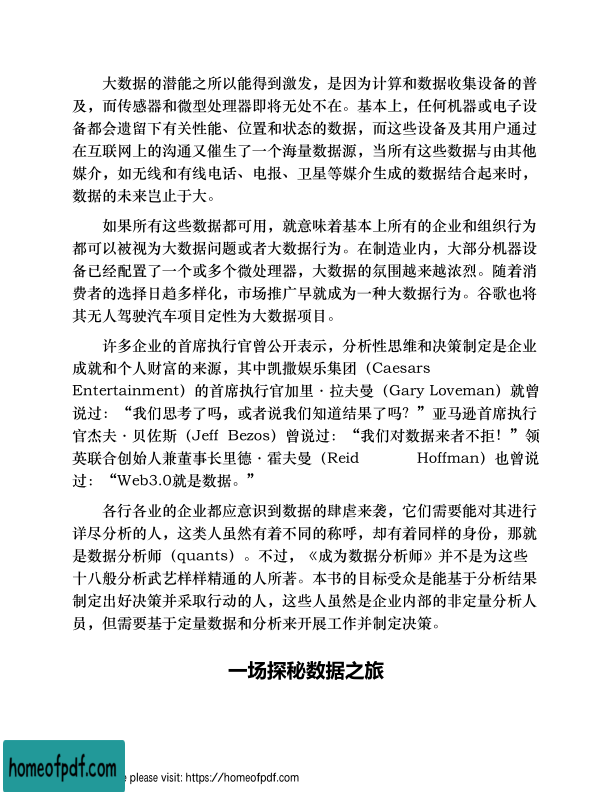 大数据的潜能之所以能得到激发，是因为计算和数据收集设备的普
及，而传感器和微型处理器即将无处不在。基本上，任何机器或电子设
备都会遗留下有关性能、位置和状态的数据，而这些设备及其用户通过
在互联网上的沟通又催生了一个海量数据源，当所有这些数据与由其他
媒介，如无线和有线电话、电报、卫星等媒介生成的数据结合起来时，
数据的未来岂止于大。
如果所有这些数据都可用，就意味着基本上所有的企业和组织行为
都可以被视为大数据问题或者大数据行为。在制造业内，大部分机器设
备已经配置了一个或多个微处理器，大数据的氛围越来越浓烈。随着消
费者的选择日趋多样化，市场推广早就成为一种大数据行为。谷歌也将
其无人驾驶汽车项目定性为大数据项目。
许多企业的首席执行官曾公开表示，分析性思维和决策制定是企业
成就和个人财富的来源，其中凯撒娱乐集团（Caesars
Entertainment）的首席执行官加里·拉夫曼（Gary Loveman）就曾
说过：“我们思考了吗，或者说我们知道结果了吗？”亚马逊首席执行
官杰夫·贝佐斯（Jeff Bezos）曾说过：“我们对数据来者不拒！”领
英联合创始人兼董事长里德·霍夫曼（Reid Hoffman）也曾说
过：“Web3.0就是数据。”
各行各业的企业都应意识到数据的肆虐来袭，它们需要能对其进行
详尽分析的人，这类人虽然有着不同的称呼，却有着同样的身份，那就
是数据分析师（quants）。不过，《成为数据分析师》并不是为这些
十八般分析武艺样样精通的人所著。本书的目标受众是能基于分析结果
制定出好决策并采取行动的人，这些人虽然是企业内部的非定量分析人
员，但需要基于定量数据和分析来开展工作并制定决策。
一场探秘数据之旅
homeofpdf.com
e please visit: https://homeofpdf.com